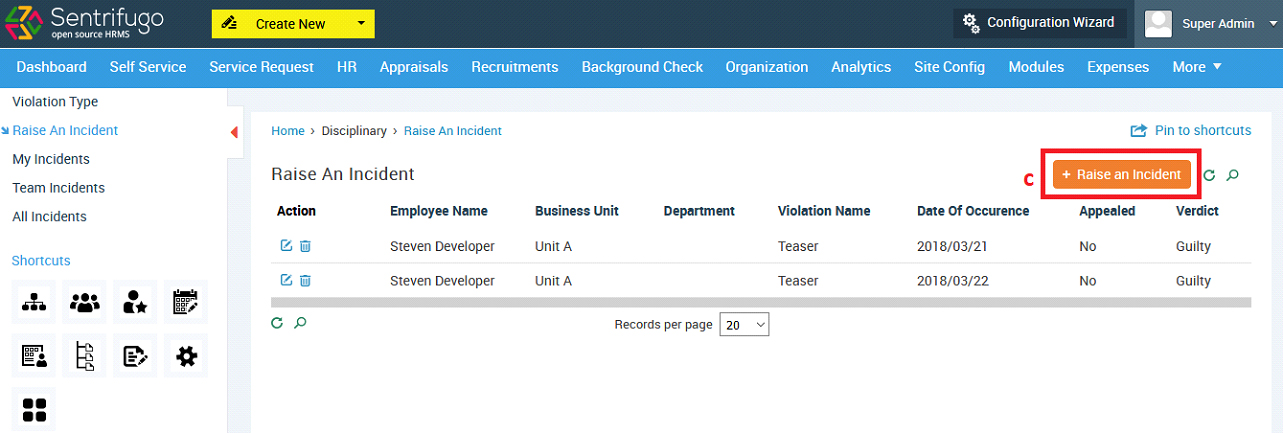 Sentrifugo
open source HRMS
Create New
Configuration Wizard
Super Admin
Dashboard Self Service Service Request HR Appraisals Recruitments Background Check Organization Analytics Site Config Modules Expenses More
Violation Type
Raise An Incident
My Incidents
Team Incidents
All Incidents
Shortcuts
Home > Disciplinary > Raise An Incident
Pin to shortcuts
Raise An Incident
c
+ Raise an Incident
Action Employee Name Business Unit Department Violation Name Date Of Occurence Appealed Verdict
Steven Developer Unit A Teaser 2018/03/21 No Guilty
Steven Developer Unit A Teaser 2018/03/22 No Guilty
Records per page 20